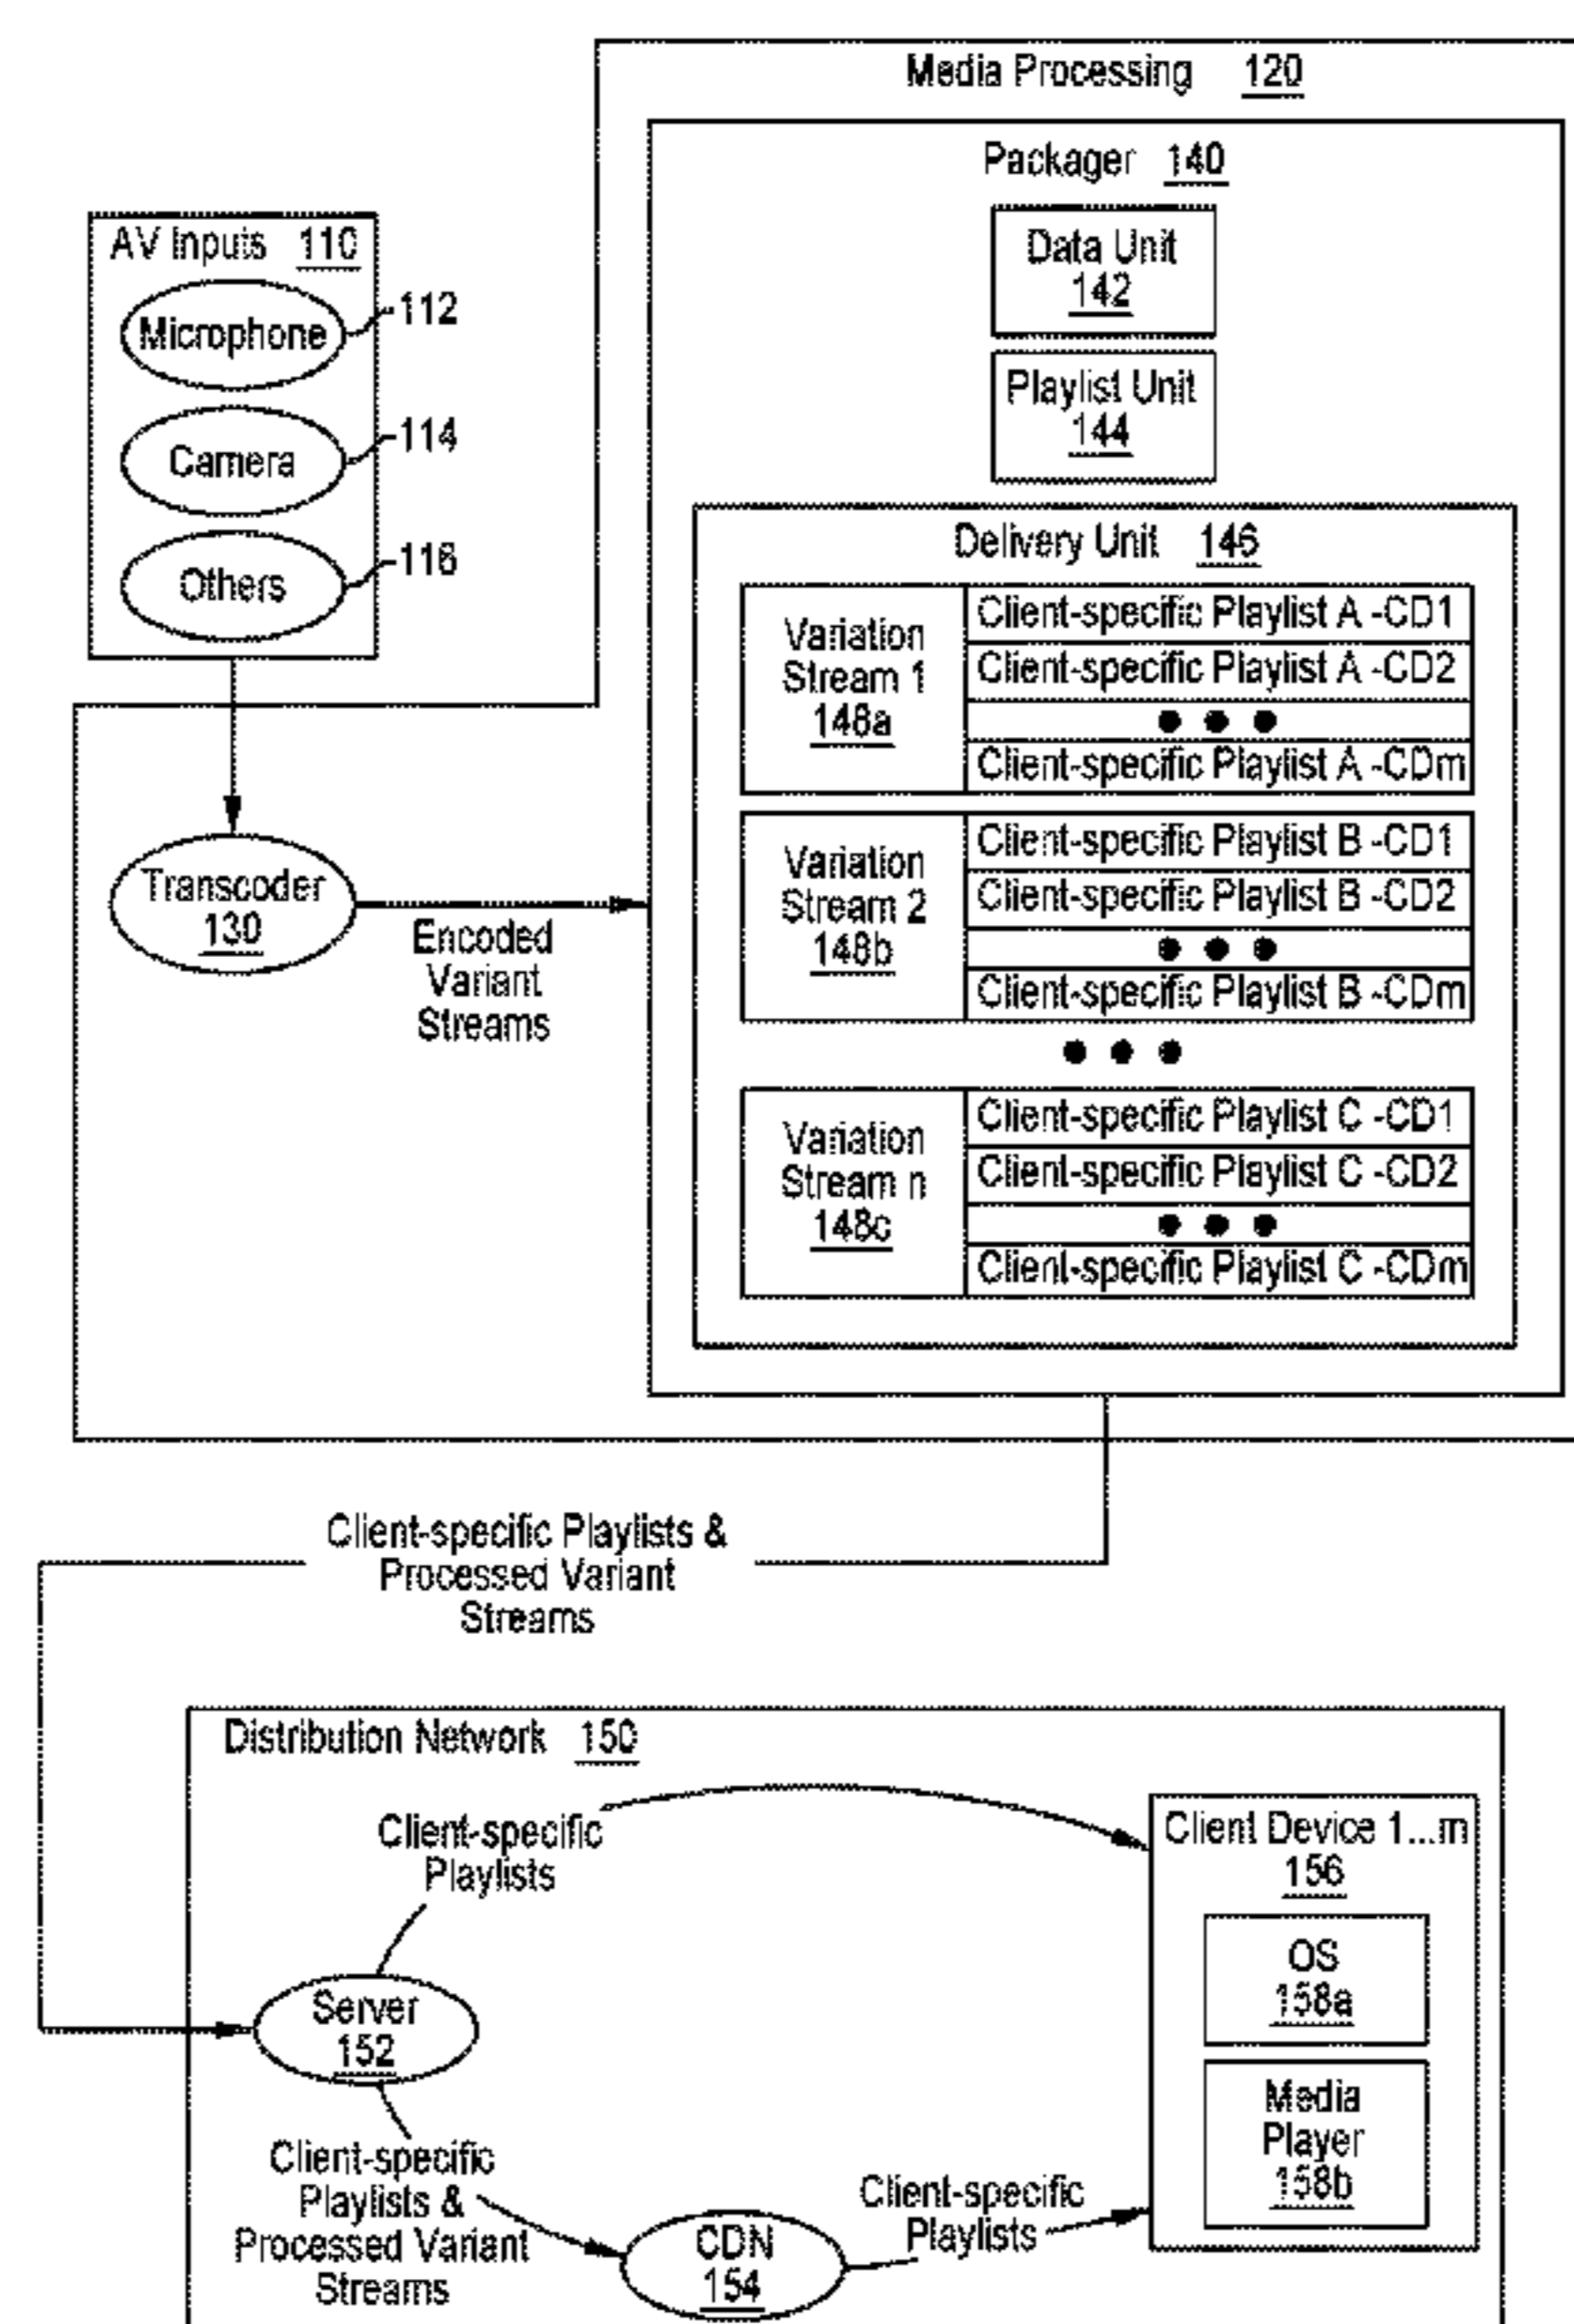 Media Processing 120
Packager 140
Data Unit
142
Playlist Unit
144
AV Inputs 110
Microphone
112
Camera
114
Others
116
Transcoder
130
Encoded
Variant
Streams
Delivery Unit 146
Variation
Stream 1
148a
Client-specific Playlist A -CD1
Client-specific Playlist A -CD2
Client-specific Playlist A -CDm
Variation
Stream 2
148b
Client-specific Playlist B -CD1
Client-specific Playlist B -CD2
Client-specific Playlist B -CDm
Variation
Stream n
148c
Client-specific Playlist C -CD1
Client-specific Playlist C -CD2
Client-specific Playlist C -CDm
Client-specific Playlists &
Processed Variant
Streams
Distribution Network 150
Client-specific
Playlists
Client Device 1...m
156
OS
158a
Media
Player
158b
Server
152
Client-specific
Playlists &
Processed Variant
Streams
CDN
154
Client-specific
Playlists